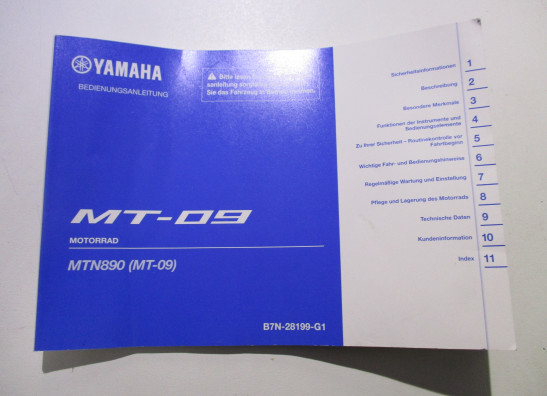 YAMAHA
BEDIENUNGSANLEITUNG
Bitte lesen
anleitung
Sie das Fahrzeug in
MT-09
MOTORRAD
MTN890 (MT-09)
B7N-28199-G1
Sicherheitsinformationen 1
Beschreibung 2
Besondere Merkmale 3
Funktionen der Instrumente und
Bedienungselemente 4
Zu Ihrer Sicherheit – Routinekontrolle vor
Fahrtbeginn 5
Wichtige Fahr- und Bedienungshinweise 6
Regelmäßige Wartung und Einstellung 7
Pflege und Lagerung des Motorrads 8
Technische Daten 9
Kundeninformation 10
Index 11